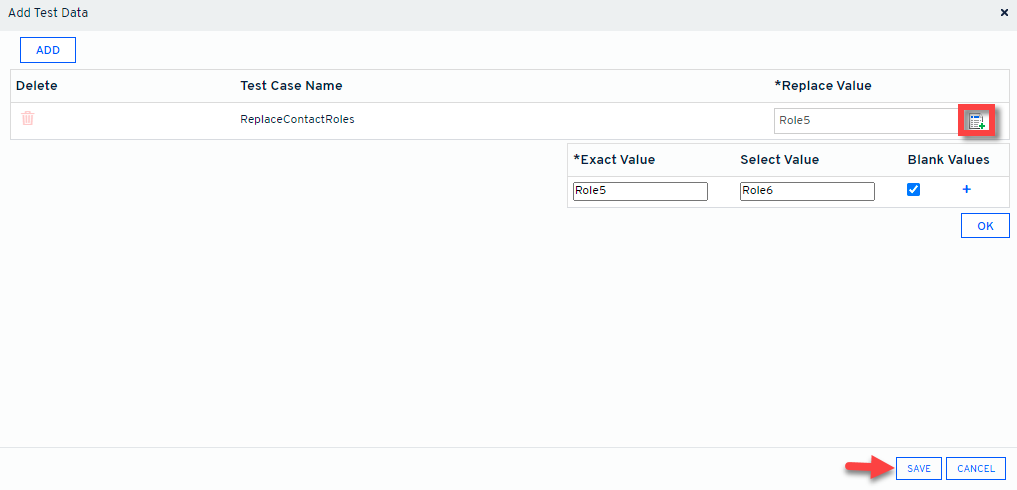 Add Test Data
ADD
Delete Test Case Name *Replace Value
ReplaceContactRoles Role5
*Exact Value Select Value Blank Values
Role5 Role6 +
OK
SAVE CANCEL